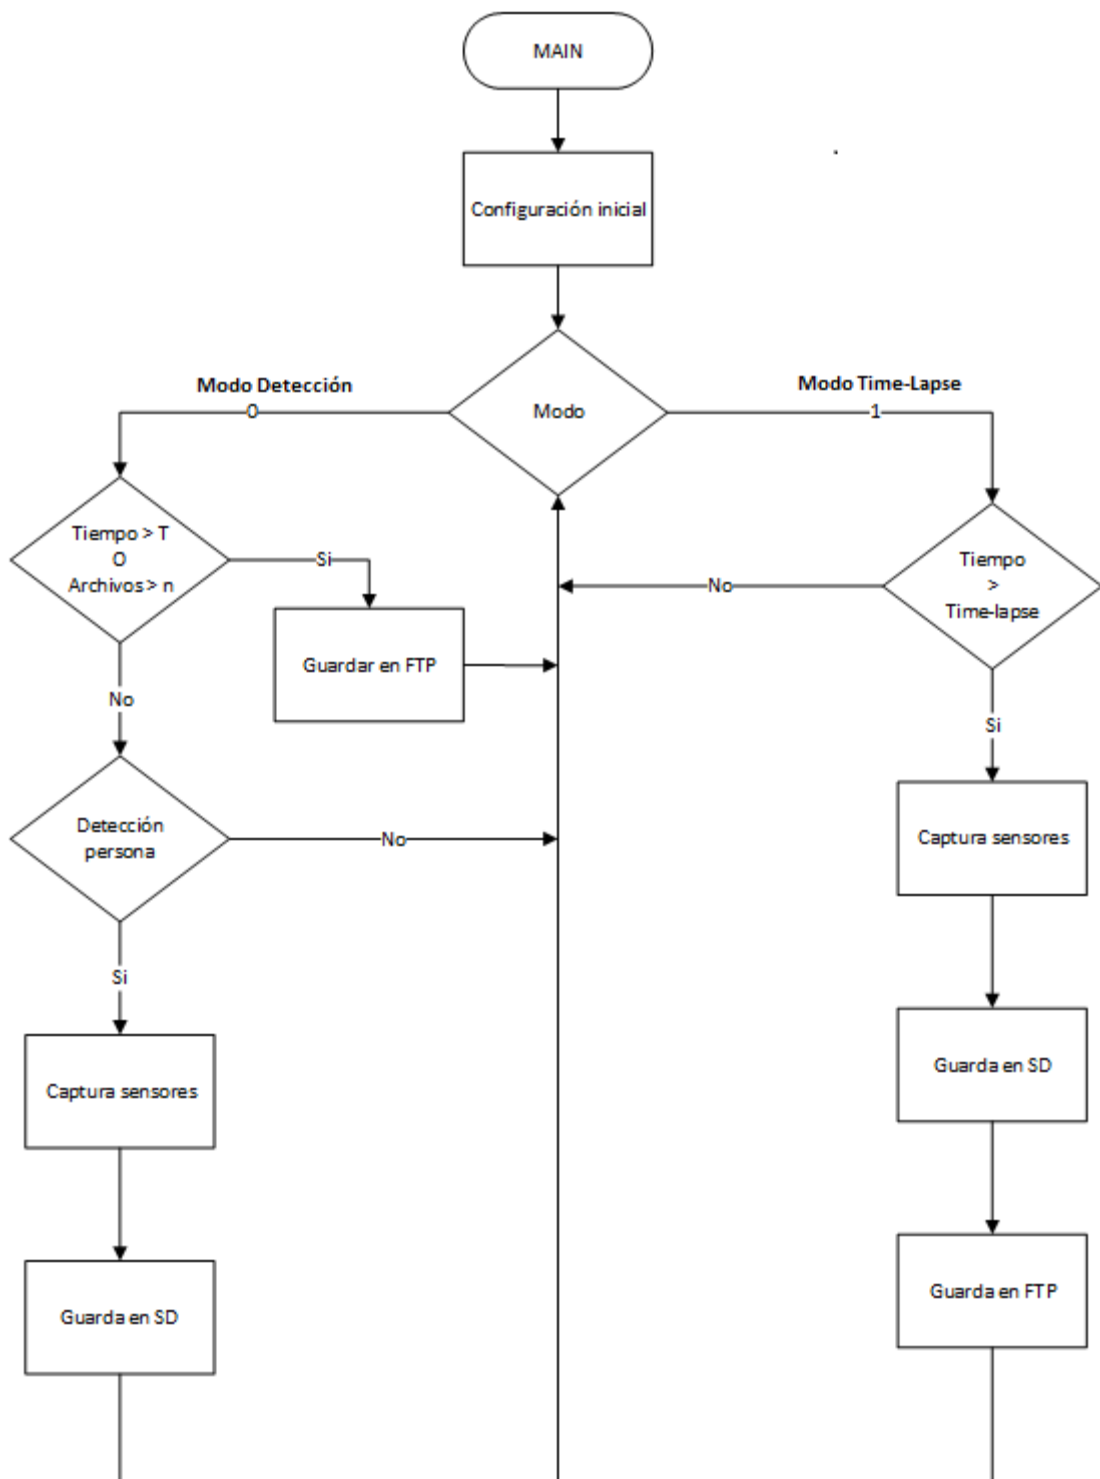 MAIN
Configuración inicial
Modo Detección
0
Modo
Modo Time-Lapse
1
Tiempo > T
O
Archivos > n
Si
Guardar en FTP
No
Tiempo
>
Time-lapse
No
Si
Detección
persona
No
Captura sensores
Si
Captura sensores
Guarda en SD
Guarda en SD
Guarda en FTP